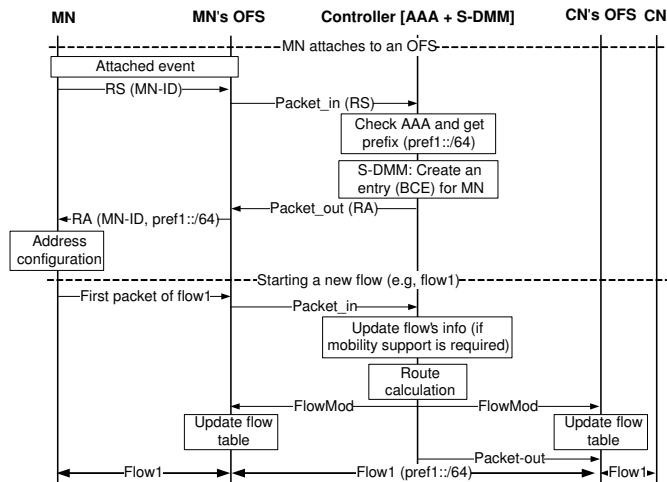 MN
MN's OFS
Controller [AAA + S-DMM]
CN's OFS
CN
MN attaches to an OFS
Attached event
RS (MN-ID)
Packet_in (RS)
Check AAA and get
prefix (pref1::/64)
S-DMM: Create an
entry (BCE) for MN
Packet_out (RA)
RA (MN-ID, pref1::/64)
Address
configuration
Starting a new flow (e.g, flow1)
First packet of flow1
Packet_in
Update flow's info (if
mobility support is required)
Route
calculation
FlowMod
FlowMod
Update flow
table
Update flow
table
Packet-out
Flow1
Flow1 (pref1::/64)
Flow1